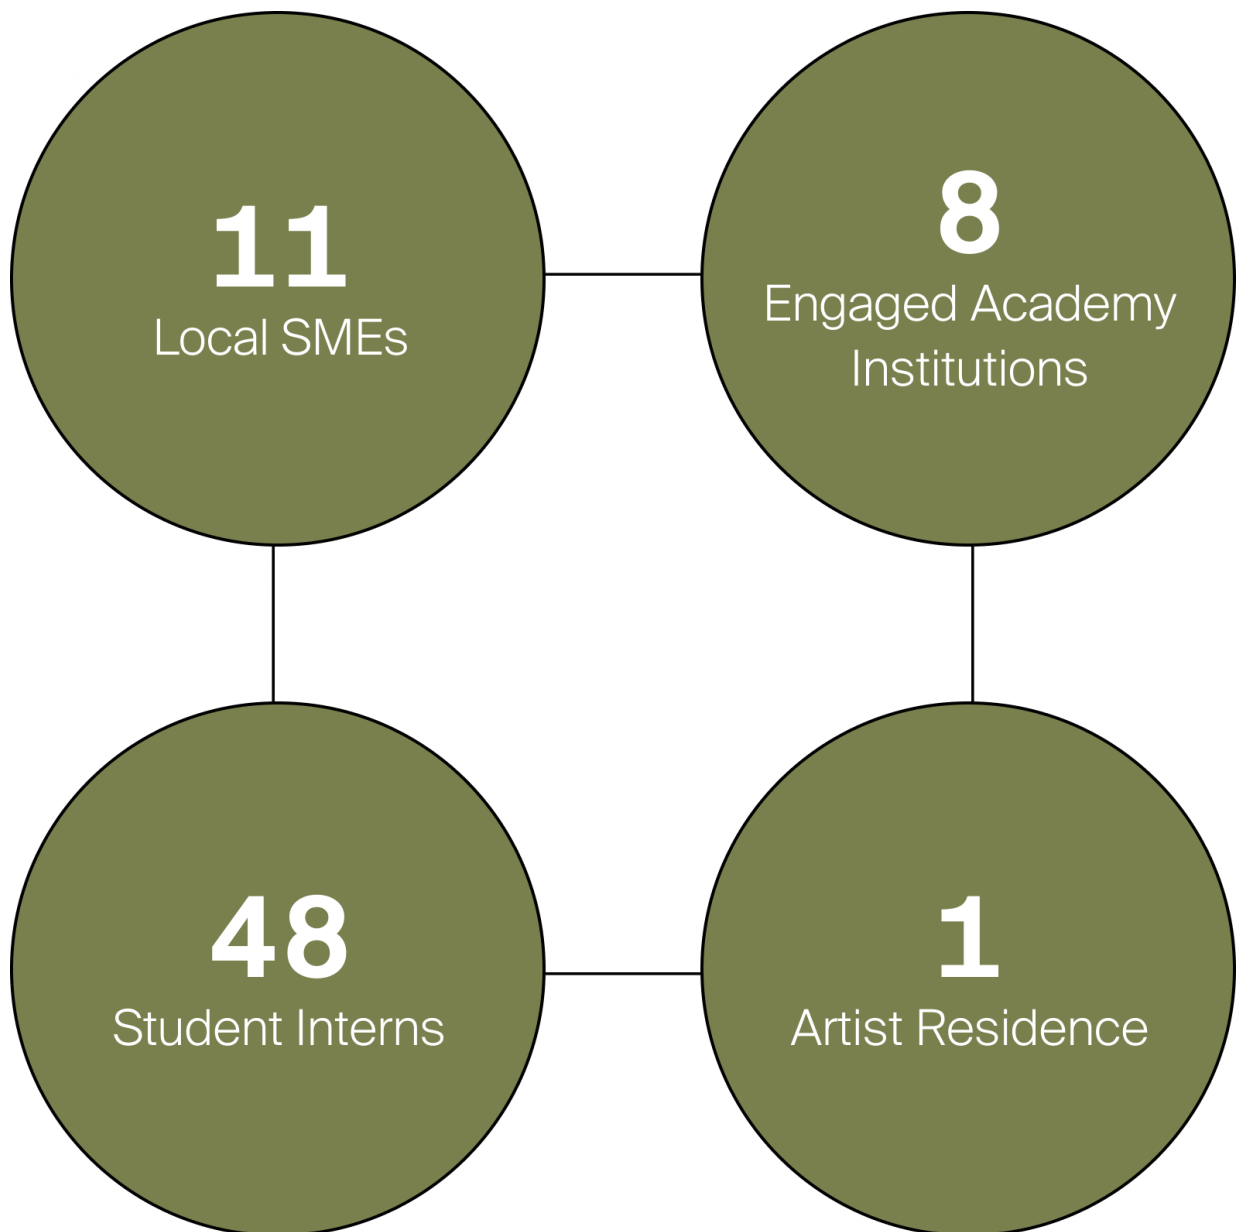 11
Local SMEs
8
Engaged Academy
Institutions
48
Student Interns
1
Artist Residence